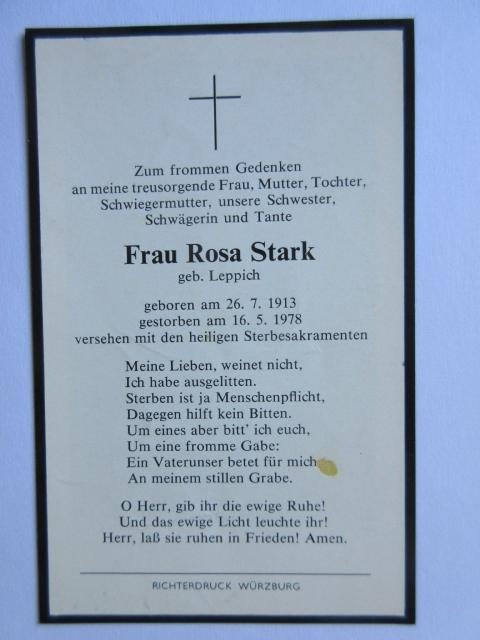 Zum frommen Gedenken
an meine treusorgende Frau, Mutter, Tochter,
Schwiegermutter, unsere Schwester,
Schwägerin und Tante
Frau Rosa Stark
geb. Leppich
geboren am 26. 7. 1913
gestorben am 16. 5. 1978
versehen mit den heiligen Sterbesakramenten
Meine Lieben, weinet nicht,
Ich habe ausgelitten.
Sterben ist ja Menschenpflicht,
Dagegen hilft kein Bitten.
Um eines aber bitt' ich euch,
Um eine fromme Gabe:
Ein Vaterunser betet für mich
An meinem stillen Grabe.
O Herr, gib ihr die ewige Ruhe!
Und das ewige Licht leuchte ihr!
Herr, laß sie ruhen in Frieden! Amen.
RICHTERDRUCK WÜRZBURG